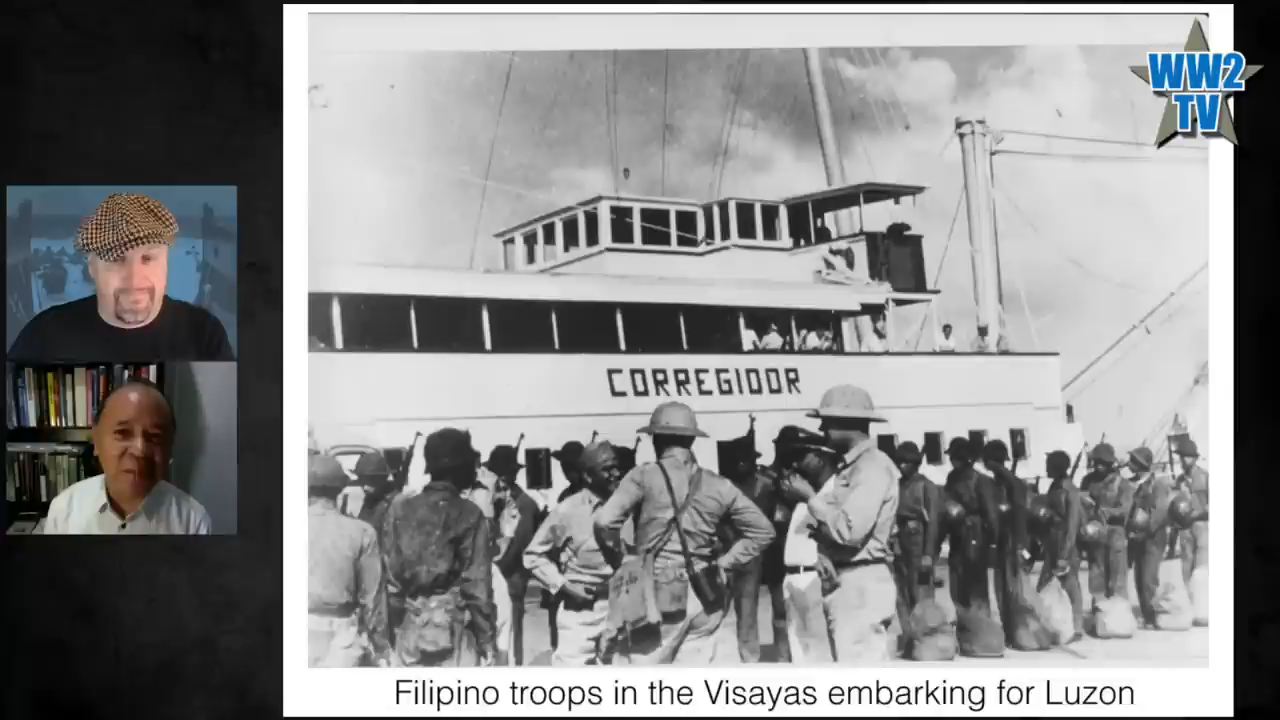 WW2
TV
CORREGIDOR
Filipino troops in the Visayas embarking for Luzon